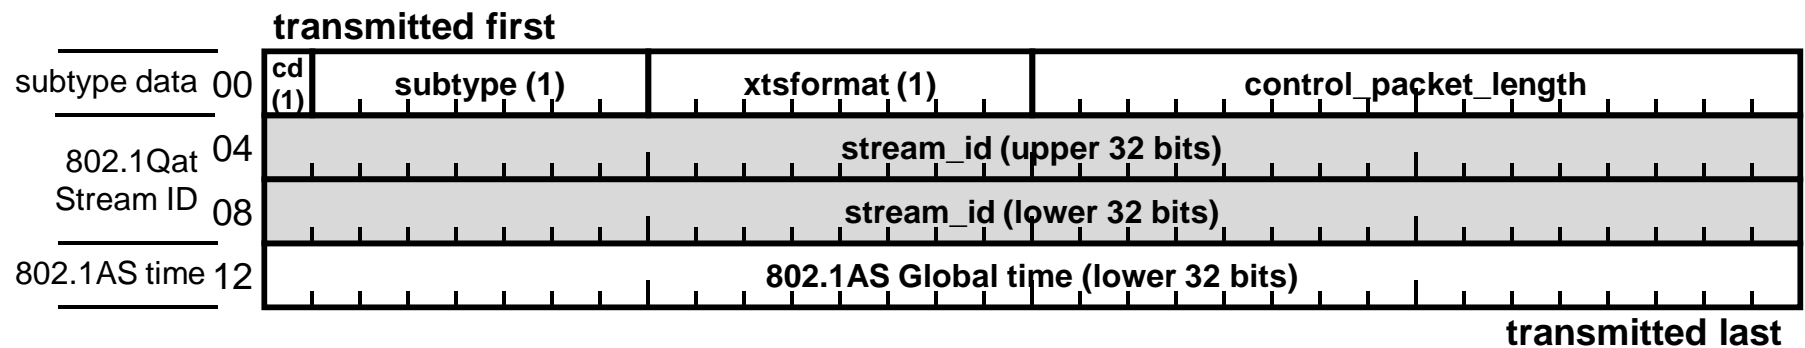 transmitted first
subtype data 00 cd (1) subtype (1) xtsformat (1) control_packet_length
802.1Qat Stream ID
04 stream_id (upper 32 bits)
08 stream_id (lower 32 bits)
802.1AS time 12 802.1AS Global time (lower 32 bits)
transmitted last